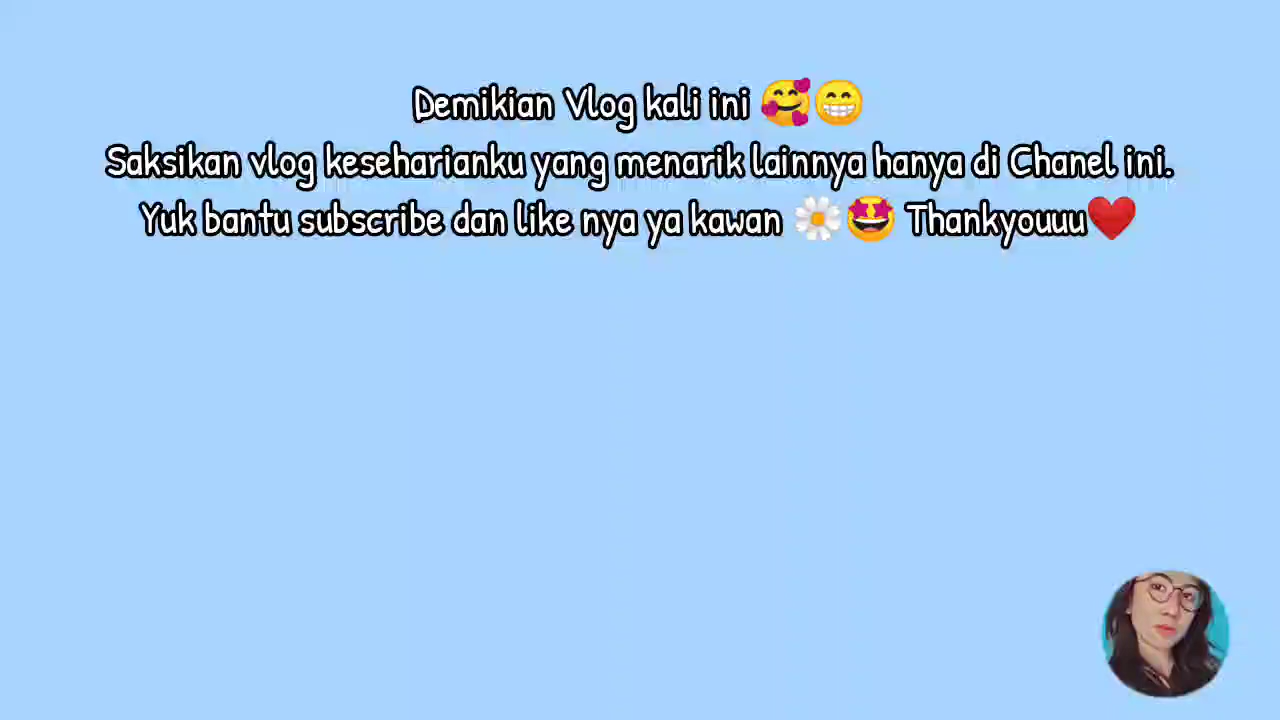 Demikian Vlog kali ini 🥰😁
Saksikan vlog keseharianku yang menarik lainnya hanya di Chanel ini.
Yuk bantu subscribe dan like nya ya kawan 🌼🤩 Thankyouuu❤️